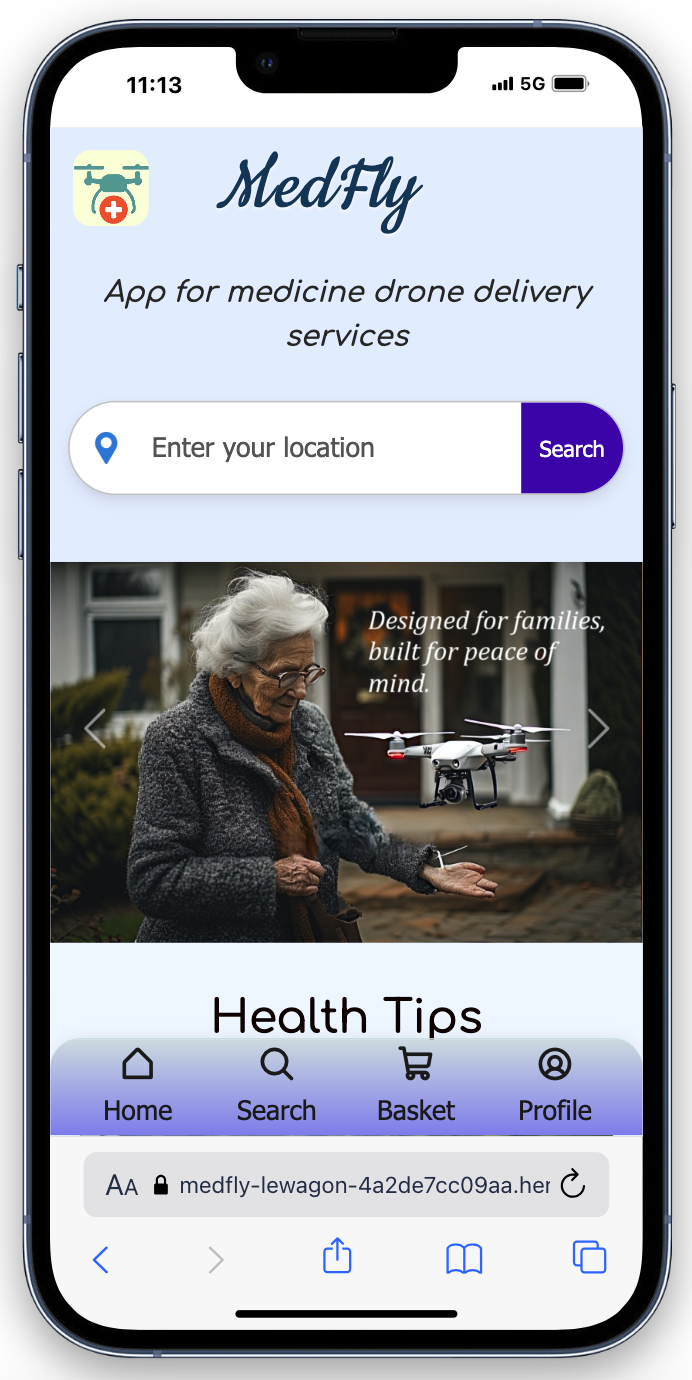 11:13
5G
MedFly
App for medicine drone delivery
services
Enter your location
Search
Designed for families,
built for peace of
mind.
Health Tips
Home Search Basket Profile
AA medfly-lewagon-4a2de7cc09aa.her